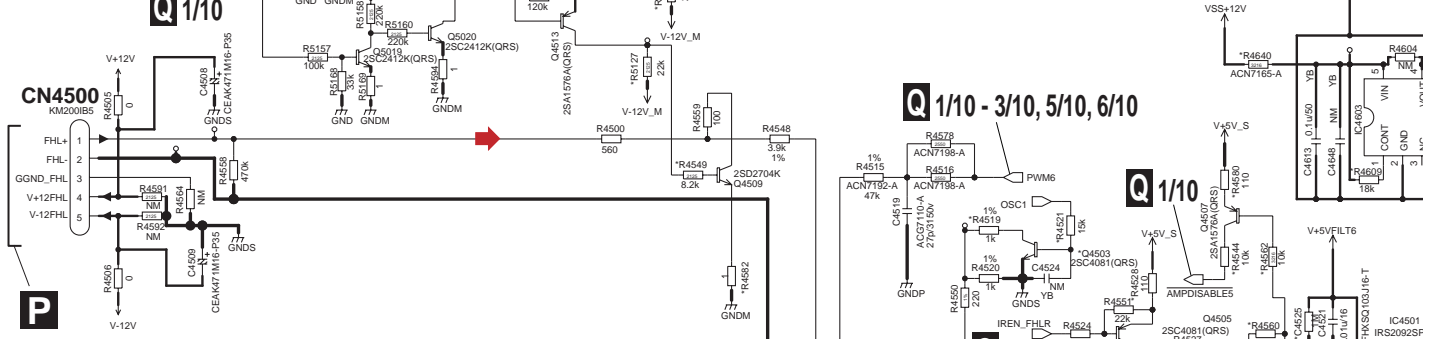 Q 1/10
GND GNDM
R5158
220k
R5160
220k
Q5020
2SC2412K(QRS)
R5157
100k
Q5019
2SC2412K(QRS)
R5168
33k
R5169
1
R4594
1
GND GNDM
GNDM
120k
Q4513
2SA1576A(QRS)
V-12V_M
*R5127
22k
V-12V_M
V+12V
C4508
CEAK471M16-P35
GNDS
CN4500
KM200IB5
R4505
0
FHL+ 1
FHL- 2
GGND_FHL 3
V+12FHL 4
V-12FHL 5
R4558
470k
R4591
NM
R4592
NM
R4564
NM
GNDS
C4509
CEAK471M16-P35
GNDS
R4506
0
V-12V
P
R4500
560
R4559
100
R4548
3.9k
1%
*R4549
8.2k
2SD2704K
Q4509
1
*R4582
GNDM
Q 1/10 - 3/10, 5/10, 6/10
R4578
ACN7198-A
R4516
ACN7198-A
PWM6
1%
R4515
ACN7192-A
47k
C4519
ACG7110-A
27p/3150v
GNDP
OSC1
1%
*R4519
1k
*R4521
15k
*Q4503
2SC4081(QRS)
1%
R4520
1k
C4524
NM
YB
GNDS
R4550
220
IREN_FHLR
R4524
R4551*
22k
R4528
110
V+5V_S
Q 1/10
V+5V_S
*R4580
110
Q4507
2SA1576A(QRS)
*R4544
10k
*R4562
10k
AMPDISABLE5
Q4505
2SC4081(QRS)
*R4560
VSS+12V
*R4640
ACN7165-A
YB
0.1u/50
C4613
YB
NM
C4648
R4604
NM
5
4
VIN
IC4603
CONT
GND
1
2
3
*R4609
18k
V+5VFILT6
*C4525
C4521
FHXSQ103J16-T
IC4501